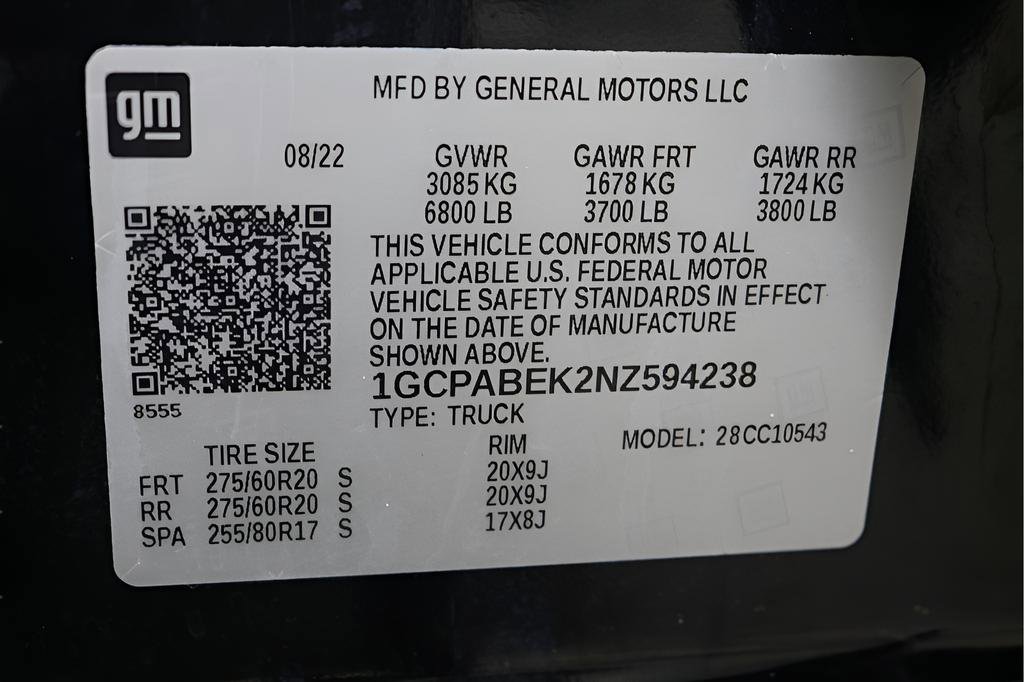 gm
MFD BY GENERAL MOTORS LLC
08/22 GVWR GAWR FRT GAWR RR
3085 KG 1678 KG 1724 KG
6800 LB 3700 LB 3800 LB
THIS VEHICLE CONFORMS TO ALL
APPLICABLE U.S. FEDERAL MOTOR
VEHICLE SAFETY STANDARDS IN EFFECT
ON THE DATE OF MANUFACTURE
SHOWN ABOVE.
1GCPABEK2NZ594238
8555
TYPE: TRUCK
TIRE SIZE RIM MODEL: 28CC10543
FRT 275/60R20 S 20X9J
RR 275/60R20 S 20X9J
SPA 255/80R17 S 17X8J